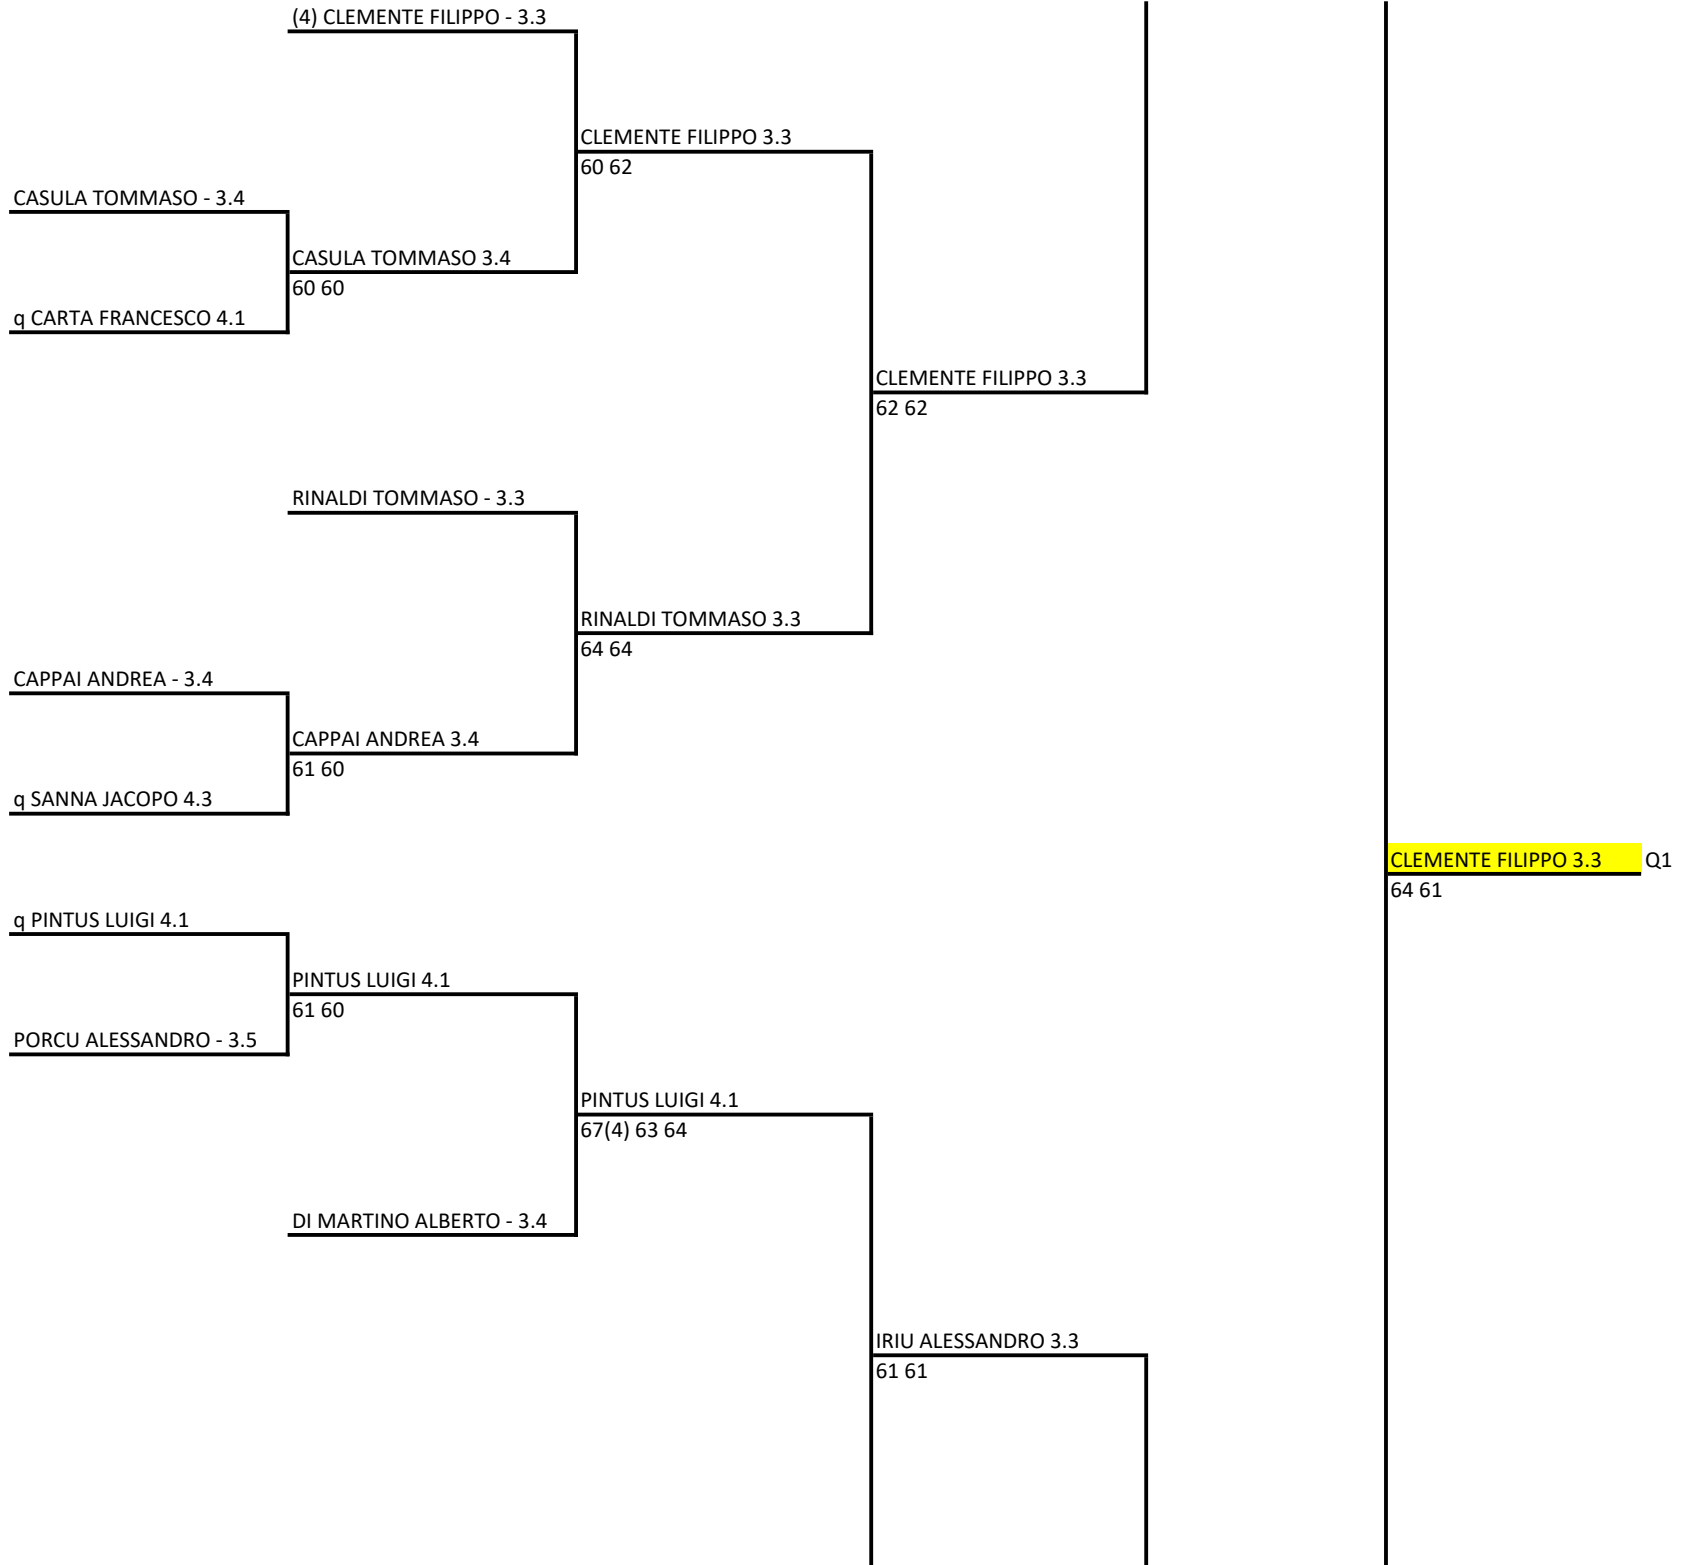 (4) CLEMENTE FILIPPO - 3.3
CLEMENTE FILIPPO 3.3
60 62
CASULA TOMMASO - 3.4
CASULA TOMMASO 3.4
60 60
q CARTA FRANCESCO 4.1
CLEMENTE FILIPPO 3.3
62 62
RINALDI TOMMASO - 3.3
RINALDI TOMMASO 3.3
64 64
CAPPAI ANDREA - 3.4
CAPPAI ANDREA 3.4
61 60
q SANNA JACOPO 4.3
CLEMENTE FILIPPO 3.3 Q1
64 61
q PINTUS LUIGI 4.1
PINTUS LUIGI 4.1
61 60
PORCU ALESSANDRO - 3.5
PINTUS LUIGI 4.1
67(4) 63 64
DI MARTINO ALBERTO - 3.4
IRIU ALESSANDRO 3.3
61 61